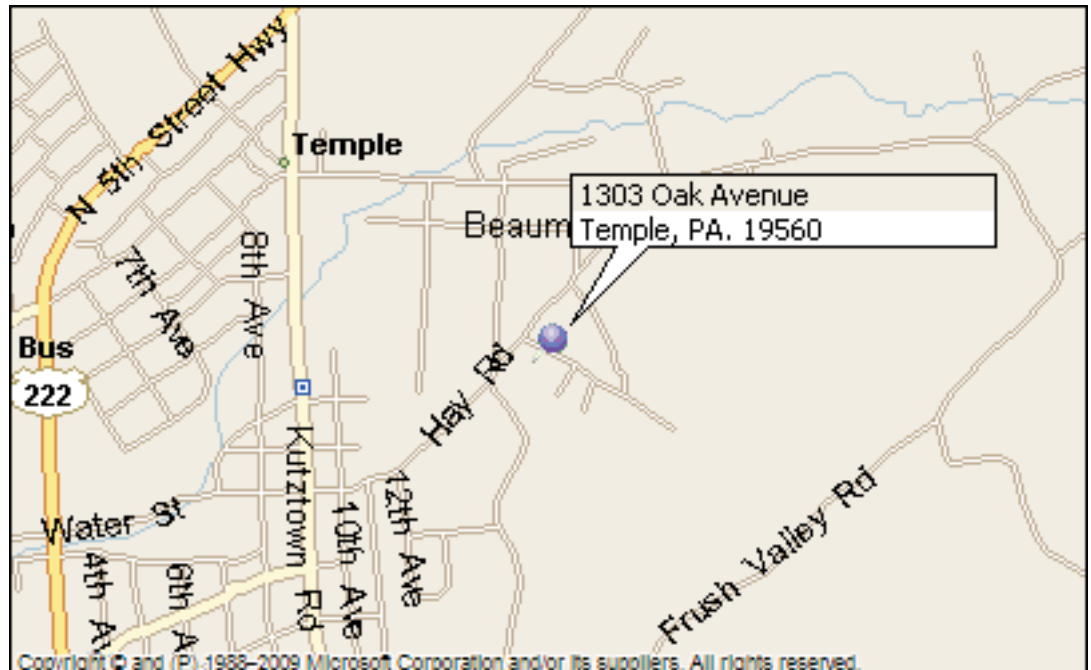 N 5th Street Hwy
Temple
1303 Oak Avenue
Temple, PA. 19560
Beaum
8th Ave
7th Ave
Bus
222
Hay Rd
Kutztown Rd
12th Ave
10th Ave
Water St
4th Av
6th A
Frush Valley Rd
Copyright © and (P) 1988–2009 Microsoft Corporation and/or its suppliers. All rights reserved.